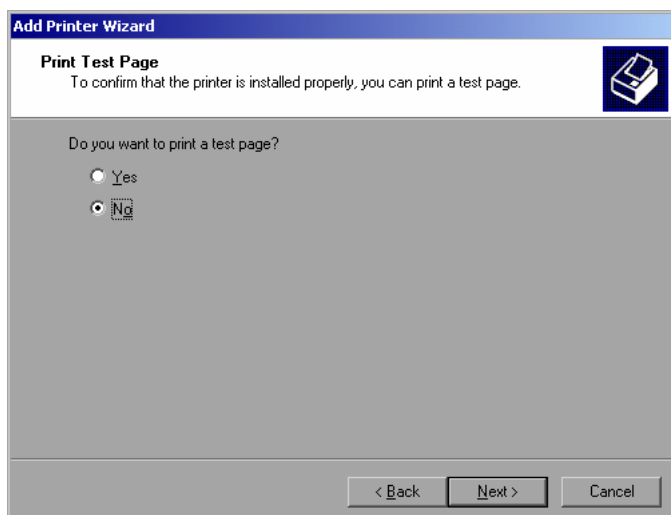 Add Printer Wizard
Print Test Page
To confirm that the printer is installed properly, you can print a test page.
Do you want to print a test page?
Yes
No
< Back
Next >
Cancel